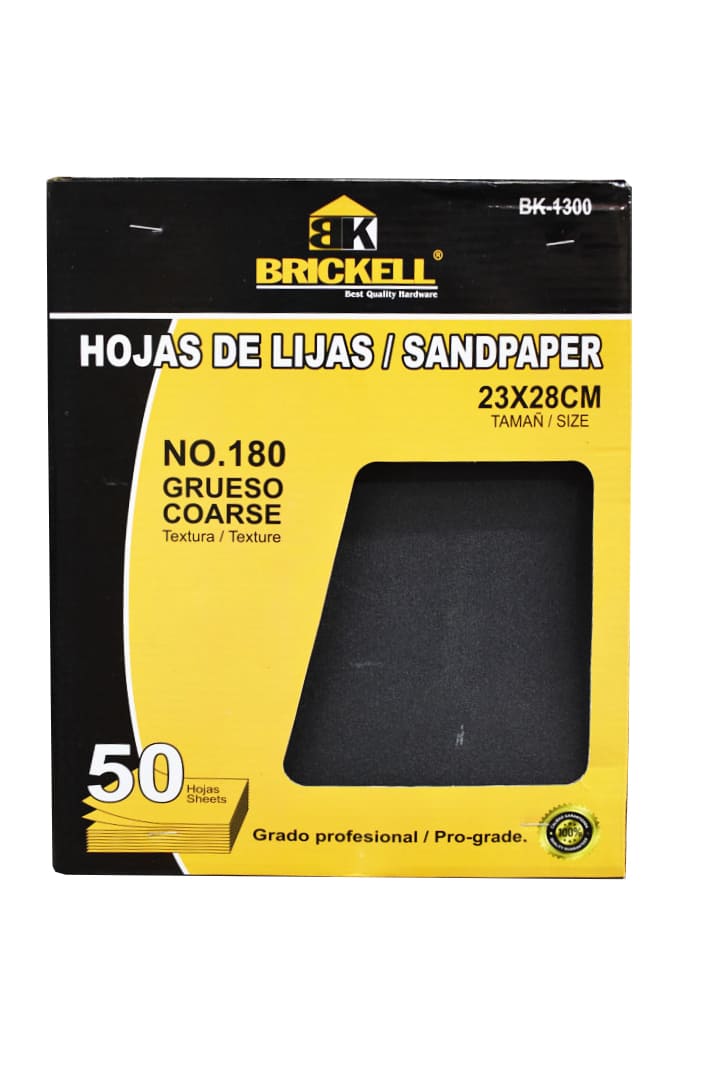 BK-1300
BK
BRICKELL®
Best Quality Hardware
HOJAS DE LIJAS / SANDPAPER
23X28CM
TAMAÑ / SIZE
NO.180
GRUESO
COARSE
Textura / Texture
50
Hojas
Sheets
Grado profesional / Pro-grade.
100%